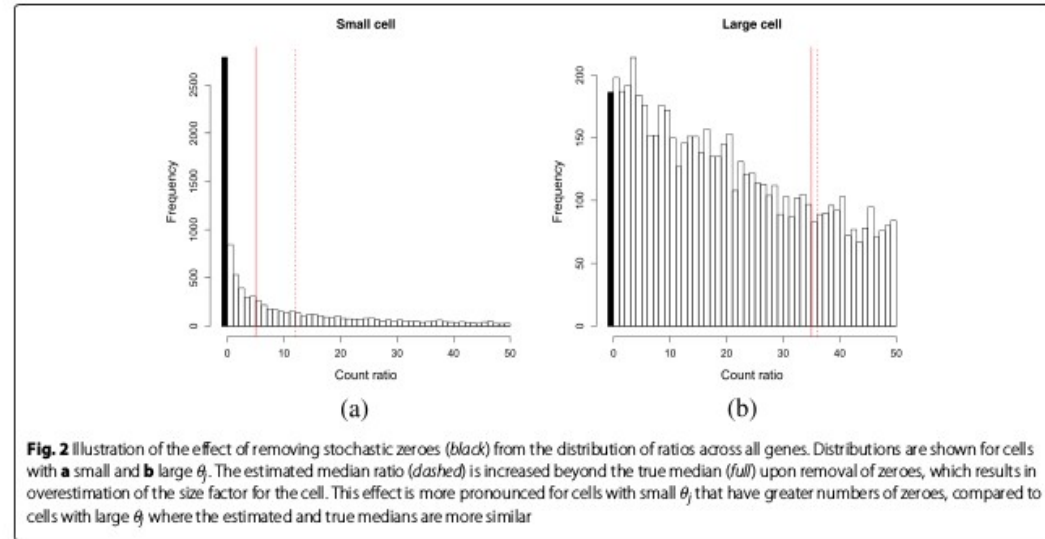 Small cell
Large cell
Frequency
0 500 1000 1500 2000 2500
0 10 20 30 40 50
Count ratio
Frequency
0 50 100 150 200
0 10 20 30 40 50
Count ratio
(a)
(b)
Fig. 2 Illustration of the effect of removing stochastic zeroes (black) from the distribution of ratios across all genes. Distributions are shown for cells
with a small and b large θj. The estimated median ratio (dashed) is increased beyond the true median (full) upon removal of zeroes, which results in
overestimation of the size factor for the cell. This effect is more pronounced for cells with small θj that have greater numbers of zeroes, compared to
cells with large θj where the estimated and true medians are more similar